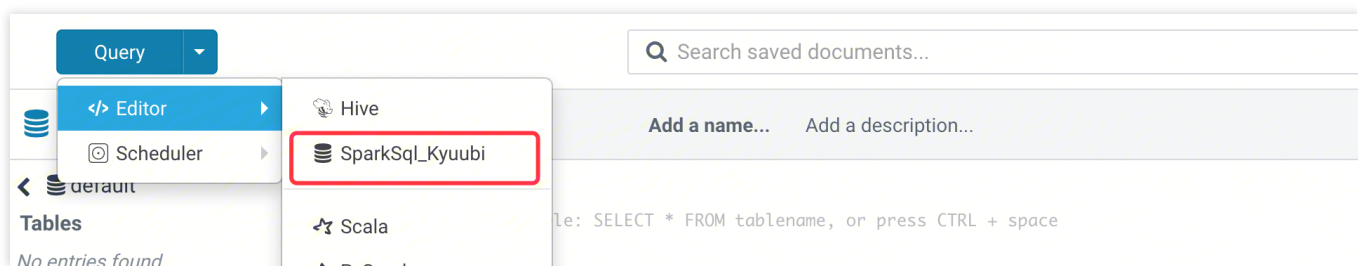 Query
Search saved documents...
Editor
Hive
Add a name...
Add a description...
Scheduler
SparkSql_Kyuubi
default
Tables
Scala
le: SELECT * FROM tablename, or press CTRL + space
No entries found